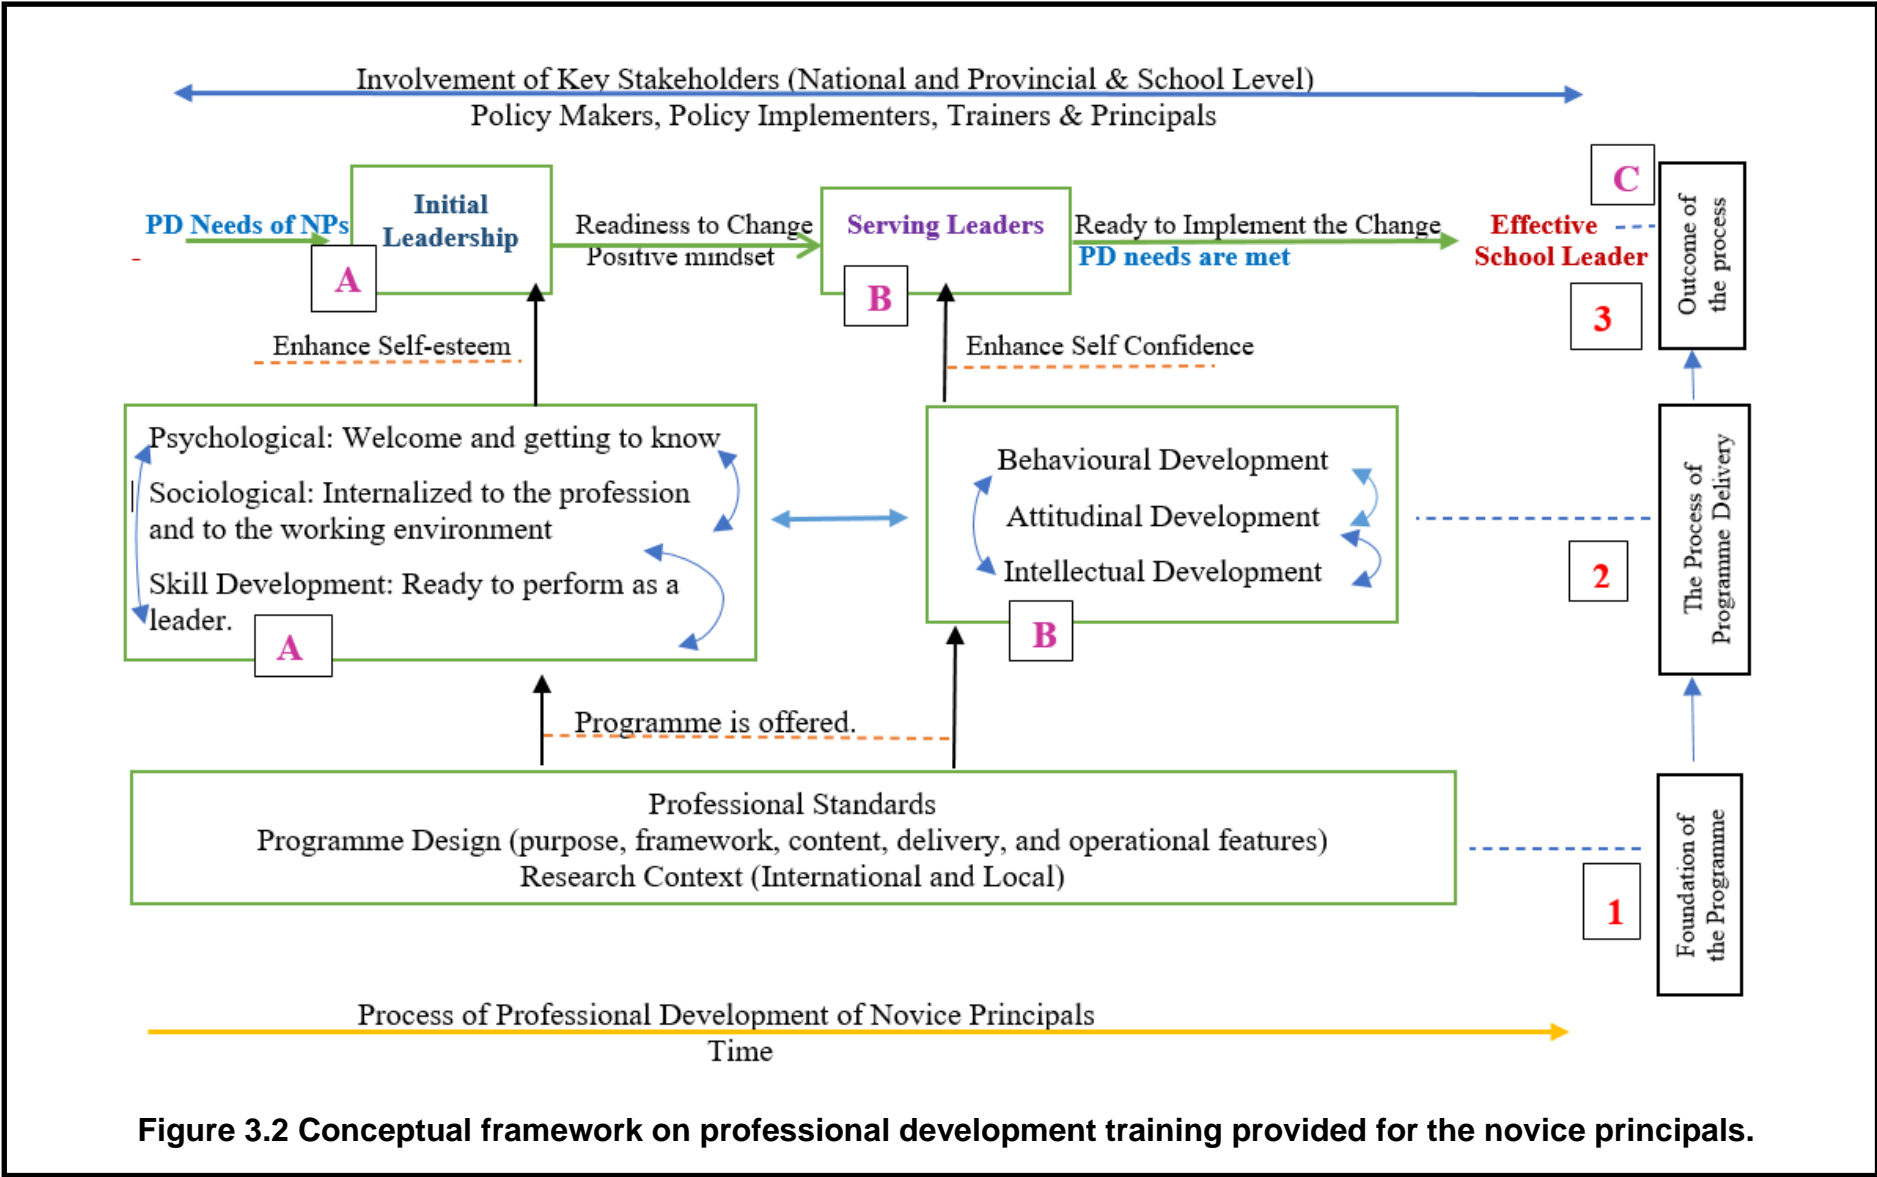 Involvement of Key Stakeholders (National and Provincial & School Level)
Policy Makers, Policy Implementers, Trainers & Principals
PD Needs of NPs
Initial
Leadership
A
Readiness to Change
Positive mindset
Serving Leaders
B
Ready to Implement the Change
PD needs are met
Effective
School Leader
C
Outcome of
the process
3
Enhance Self-esteem
Enhance Self Confidence
Psychological: Welcome and getting to know
Sociological: Internalized to the profession
and to the working environment
Skill Development: Ready to perform as a
leader.
A
Behavioural Development
Attitudinal Development
Intellectual Development
B
2
The Process of
Programme Delivery
Programme is offered.
Professional Standards
Programme Design (purpose, framework, content, delivery, and operational features)
Research Context (International and Local)
1
Foundation of
the Programme
Process of Professional Development of Novice Principals
Time
Figure 3.2 Conceptual framework on professional development training provided for the novice principals.